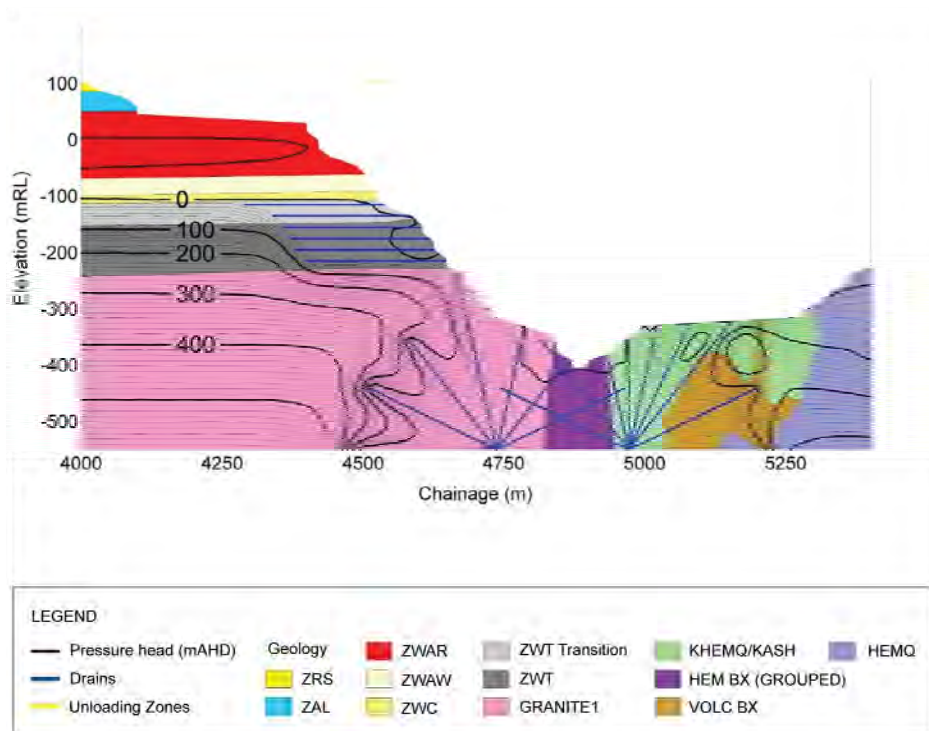 100
0
-100
-200
-300
-400
-500
Elevation (mRL)
0
100
200
300
400
4000 4250 4500 4750 5000 5250
Chainage (m)
LEGEND
Pressure head (mAHD) Geology ZWAR ZWT Transition KHEMQ/KASH HEMQ
Drains ZRS ZWAW ZWT HEM BX (GROUPED)
Unloading Zones ZAL ZWC GRANITE1 VOLC BX